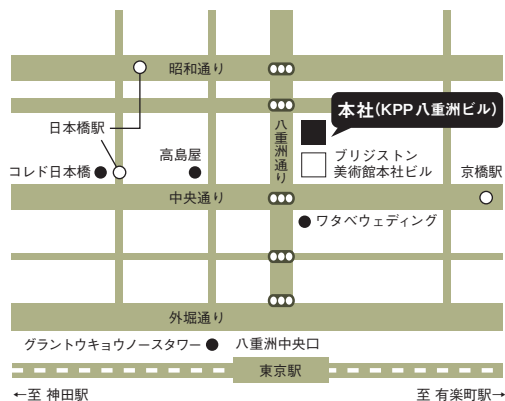 昭和通り
本社(KPP八重洲ビル)
日本橋駅
八重洲通り
高島屋
ブリジストン
美術館本社ビル
コレド日本橋
京橋駅
中央通り
ワタベウェディング
外堀通り
グラントウキョウノースタワー
八重洲中央口
東京駅
←至 神田駅
至 有楽町駅→